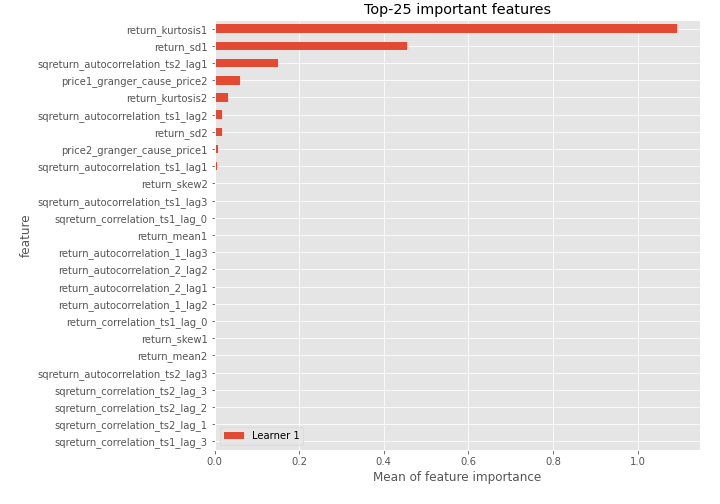 Top-25 important features
return_kurtosis1
return_sd1
sqreturn_autocorrelation_ts2_lag1
price1_granger_cause_price2
return_kurtosis2
sqreturn_autocorrelation_ts1_lag2
return_sd2
price2_granger_cause_price1
sqreturn_autocorrelation_ts1_lag1
return_skew2
sqreturn_autocorrelation_ts1_lag3
sqreturn_correlation_ts1_lag_0
return_mean1
return_autocorrelation_1_lag3
return_autocorrelation_2_lag2
return_autocorrelation_2_lag1
return_autocorrelation_1_lag2
return_correlation_ts1_lag_0
return_skew1
return_mean2
sqreturn_autocorrelation_ts2_lag3
sqreturn_correlation_ts2_lag_3
sqreturn_correlation_ts2_lag_2
sqreturn_correlation_ts2_lag_1
sqreturn_correlation_ts1_lag_3
feature
Learner 1
0.0 0.2 0.4 0.6 0.8 1.0
Mean of feature importance